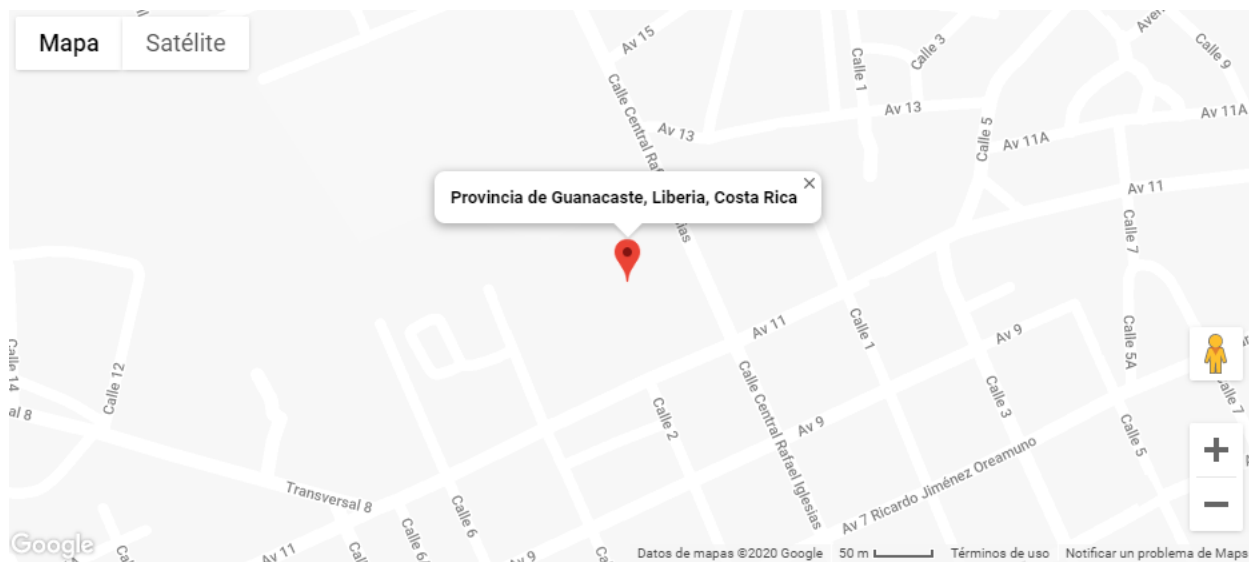 Mapa
Satélite
Av 15
Calle 3
Calle 1
Calle 9
Av 13
Av 13
Calle 5
Av 11A
Av 11A
Calle Central
Provincia de Guanacaste, Liberia, Costa Rica
Av 11
Calle 7
Av 11
Calle 1
Av 9
Calle 5A
Calle 14
Calle 12
Calle 2
Calle Central Rafael Iglesias
Calle 3
Av 9
Calle 5
Av 7 Ricardo Jiménez Oreamuno
Transversal 8
Calle 6
Av 11
Av 9
Google
Datos de mapas ©2020 Google
50 m
Términos de uso
Notificar un problema de Maps